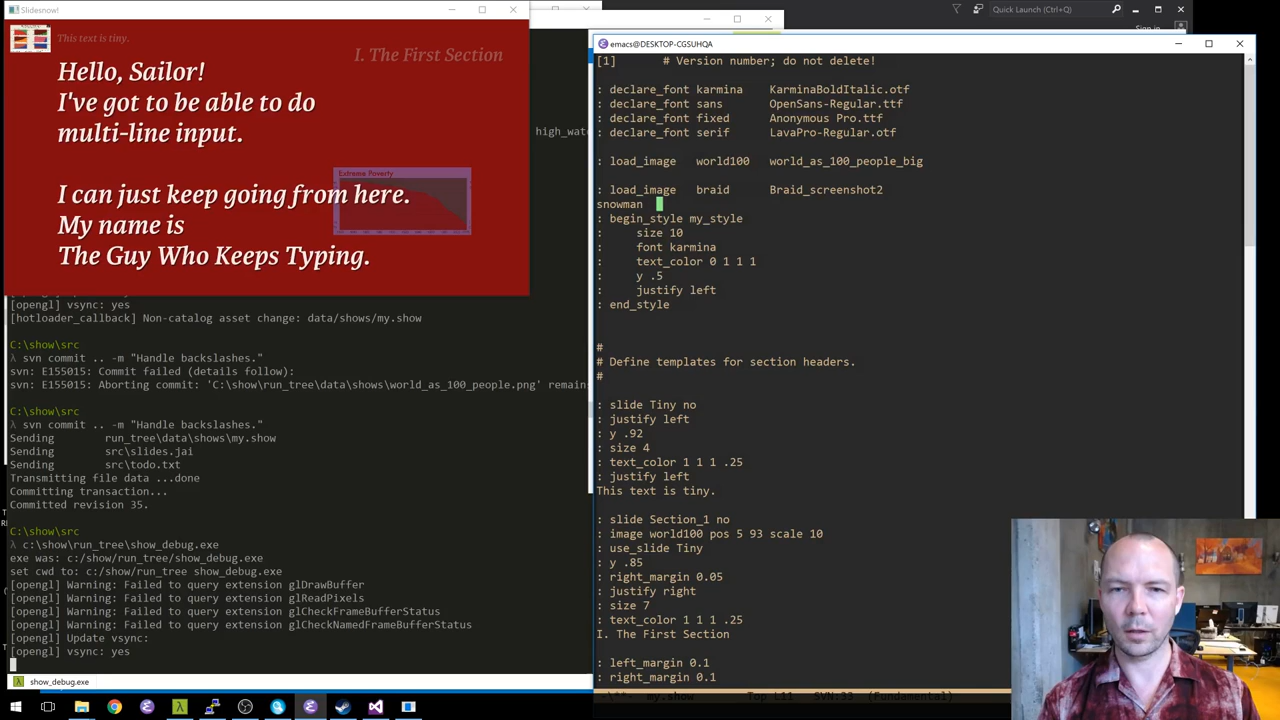 Slidesnow!
This text is tiny.
I. The First Section
Hello, Sailor!
I've got to be able to do
multi-line input.
Extreme Poverty
I can just keep going from here.
My name is
The Guy Who Keeps Typing.
high_wat
[opengl] vsync: yes
[hotloader_callback] Non-catalog asset change: data/shows/my.show
C:\show\src
λ svn commit .. -m "Handle backslashes."
svn: E155015: Commit failed (details follow):
svn: E155015: Aborting commit: 'C:\show\run_tree\data\shows\world_as_100_people.png' remain
C:\show\src
λ svn commit .. -m "Handle backslashes."
Sending run_tree\data\shows\my.show
Sending src\slides.jai
Sending src\todo.txt
Transmitting file data ...done
Committing transaction...
Committed revision 35.
C:\show\src
λ c:\show\run_tree\show_debug.exe
exe was: c:/show/run_tree/show_debug.exe
set cwd to: c:/show/run_tree show_debug.exe
[opengl] Warning: Failed to query extension glDrawBuffer
[opengl] Warning: Failed to query extension glReadPixels
[opengl] Warning: Failed to query extension glCheckFrameBufferStatus
[opengl] Warning: Failed to query extension glCheckNamedFrameBufferStatus
[opengl] Update vsync:
[opengl] vsync: yes
show_debug.exe
Quick Launch (Ctrl+Q)
Sign in
emacs@DESKTOP-CGSUHQA
[1] # Version number; do not delete!
: declare_font karmina KarminaBoldItalic.otf
: declare_font sans OpenSans-Regular.ttf
: declare_font fixed Anonymous Pro.ttf
: declare_font serif LavaPro-Regular.otf
: load_image world100 world_as_100_people_big
: load_image braid Braid_screenshot2
snowman
: begin_style my_style
: size 10
: font karmina
: text_color 0 1 1 1
: y .5
: justify left
: end_style
#
# Define templates for section headers.
#
: slide Tiny no
: justify left
: y .92
: size 4
: text_color 1 1 1 .25
: justify left
This text is tiny.
: slide Section_1 no
: image world100 pos 5 93 scale 10
: use_slide Tiny
: y .85
: right_margin 0.05
: justify right
: size 7
: text_color 1 1 1 .25
I. The First Section
: left_margin 0.1
: right_margin 0.1
my.show Top L11 SVN:33 (Fundamental)